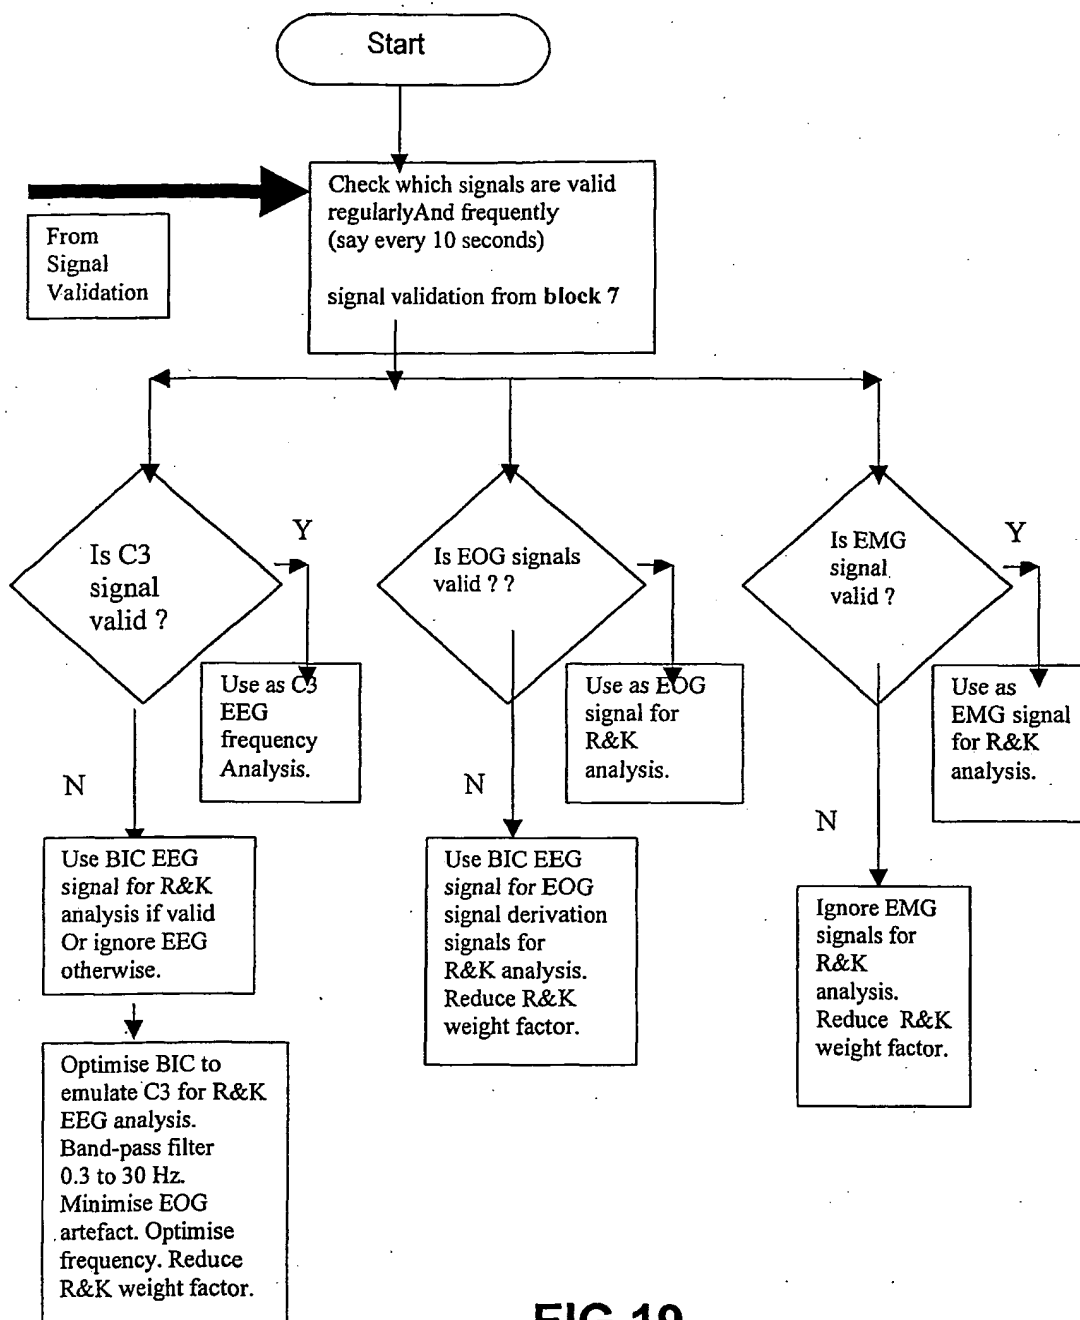 Start
Check which signals are valid
regularlyAnd frequently
(say every 10 seconds)
signal validation from block 7
From
Signal
Validation
Is C3
signal
valid ?
Y
Is EOG signals
valid ? ?
Is EMG
signal
valid ?
Y
Use as C3
EEG
frequency
Analysis.
Use as EOG
signal for
R&K
analysis.
Use as
EMG signal
for R&K
analysis.
N
N
N
Use BIC EEG
signal for R&K
analysis if valid
Or ignore EEG
otherwise.
Use BIC EEG
signal for EOG
signal derivation
signals for
R&K analysis.
Reduce R&K
weight factor.
Ignore EMG
signals for
R&K
analysis.
Reduce R&K
weight factor.
Optimise BIC to
emulate C3 for R&K
EEG analysis.
Band-pass filter
0.3 to 30 Hz.
Minimise EOG
artefact. Optimise
frequency. Reduce
R&K weight factor.